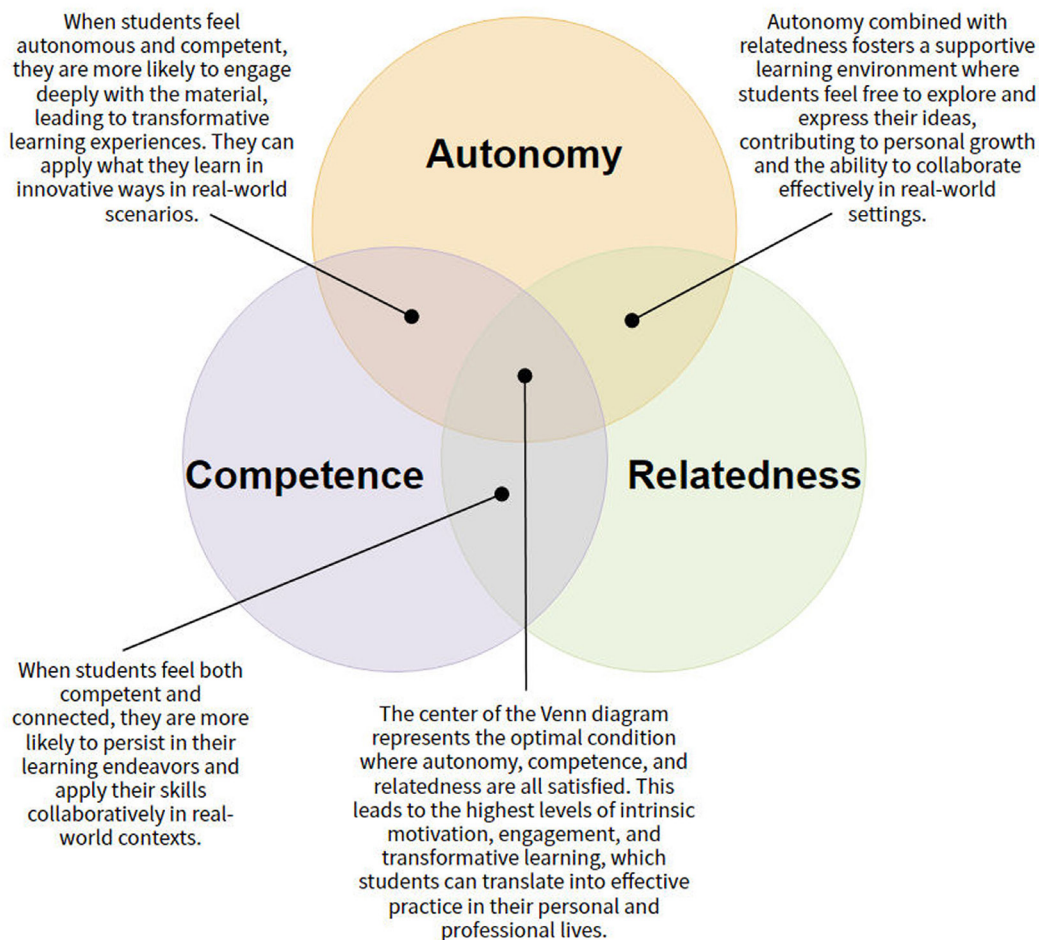 When students feel
autonomous and competent,
they are more likely to engage
deeply with the material,
leading to transformative
learning experiences. They can
apply what they learn in
innovative ways in real-world
scenarios.
Autonomy combined with
relatedness fosters a supportive
learning environment where
students feel free to explore and
express their ideas,
contributing to personal growth
and the ability to collaborate
effectively in real-world
settings.
Autonomy
Competence
Relatedness
When students feel both
competent and
connected, they are more
likely to persist in their
learning endeavors and
apply their skills
collaboratively in real-
world contexts.
The center of the Venn diagram
represents the optimal condition
where autonomy, competence, and
relatedness are all satisfied. This
leads to the highest levels of intrinsic
motivation, engagement, and
transformative learning, which
students can translate into effective
practice in their personal and
professional lives.